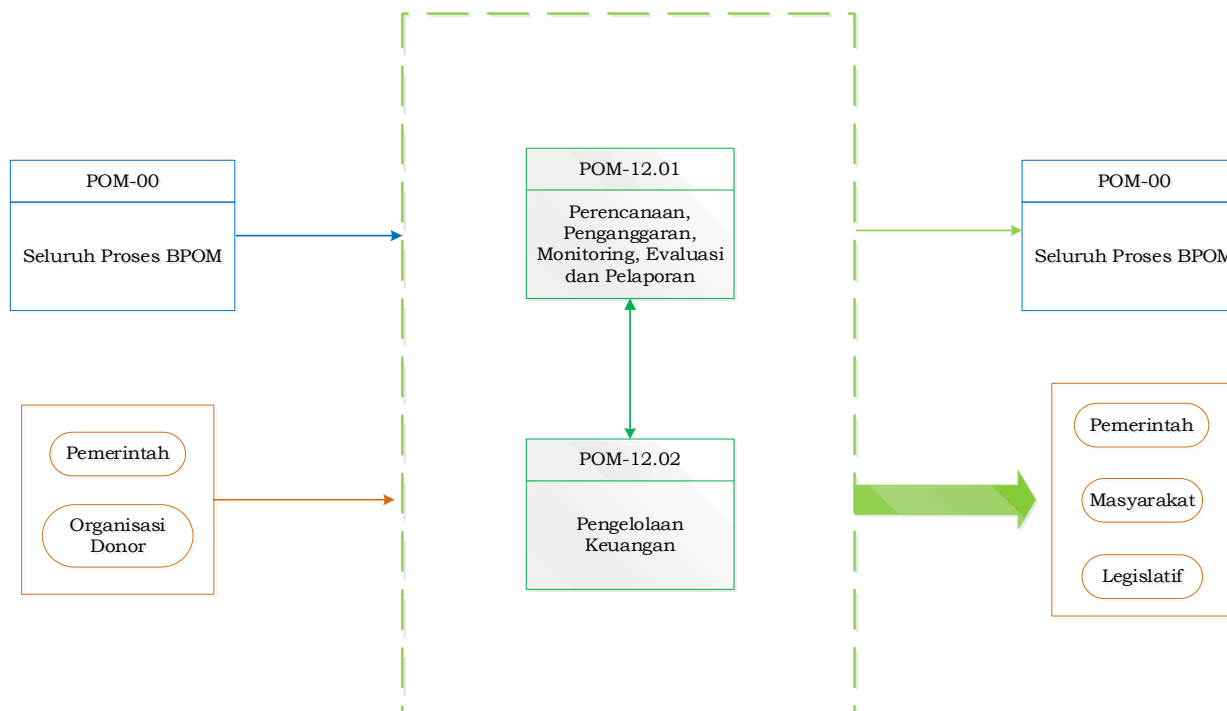 POM-00
Seluruh Proses BPOM
Pemerintah
Organisasi
Donor
POM-12.01
Perencanaan,
Penganggaran,
Monitoring, Evaluasi
dan Pelaporan
POM-12.02
Pengelolaan
Keuangan
POM-00
Seluruh Proses BPOM
Pemerintah
Masyarakat
Legislatif